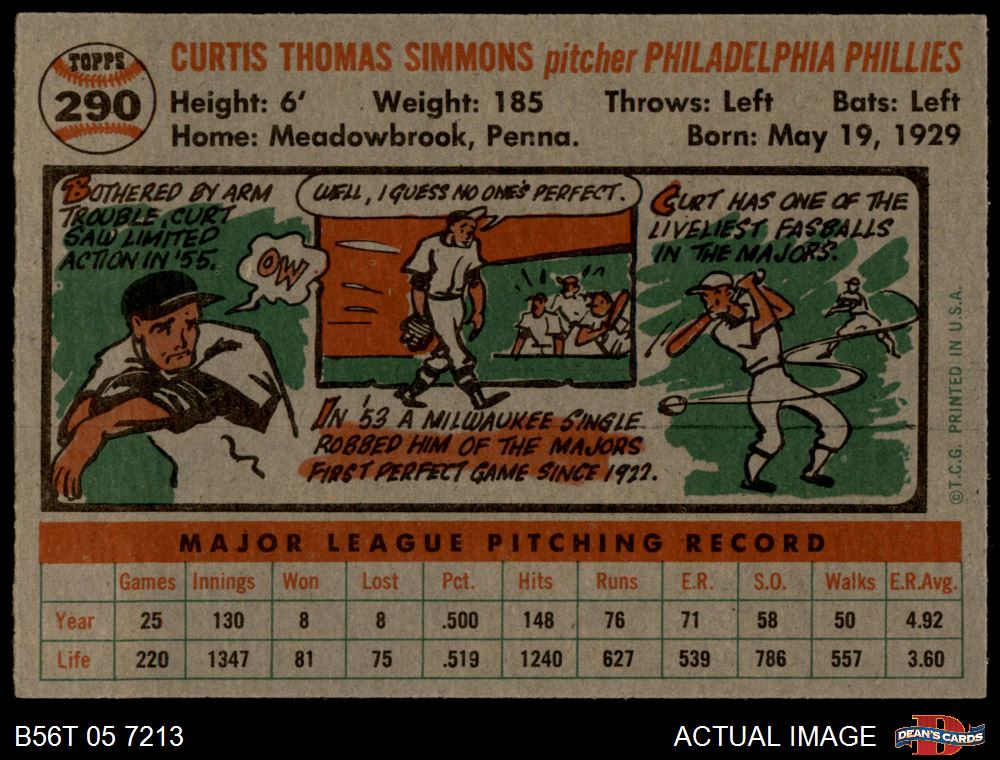 TOPPS
290
CURTIS THOMAS SIMMONS pitcher PHILADELPHIA PHILLIES
Height: 6' Weight: 185 Throws: Left Bats: Left
Home: Meadowbrook, Penna. Born: May 19, 1929
BOTHERED BY ARM
TROUBLE, CURT
SAW LIMITED
ACTION IN '55.
OW
WELL, I GUESS NO ONE'S PERFECT.
IN '53 A MILWAUKEE SINGLE
ROBBED HIM OF THE MAJORS
FIRST PERFECT GAME SINCE 1922.
CURT HAS ONE OF THE
LIVELIEST FASBALLS
IN THE MAJORS.
©T.C.G. PRINTED IN U.S.A.
MAJOR LEAGUE PITCHING RECORD
Games Innings Won Lost Pct. Hits Runs E.R. S.O. Walks E.R.Avg.
Year 25 130 8 8 .500 148 76 71 58 50 4.92
Life 220 1347 81 75 .519 1240 627 539 786 557 3.60
B56T 05 7213
ACTUAL IMAGE
D
DEAN'S CARDS